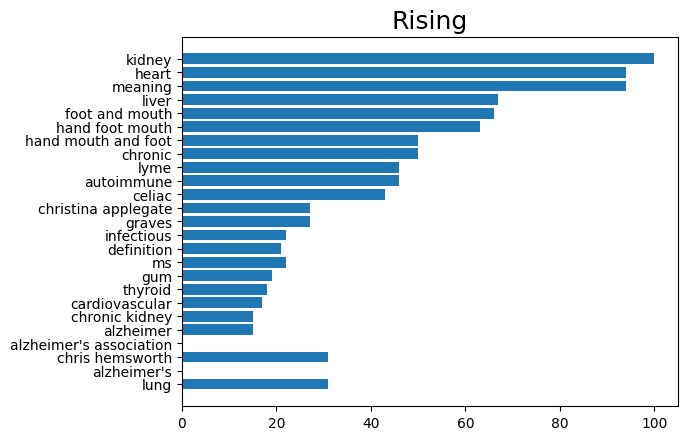 Rising
kidney
heart
meaning
liver
foot and mouth
hand foot mouth
hand mouth and foot
chronic
lyme
autoimmune
celiac
christina applegate
graves
infectious
definition
ms
gum
thyroid
cardiovascular
chronic kidney
alzheimer
alzheimer's association
chris hemsworth
alzheimer's
lung
0 20 40 60 80 100